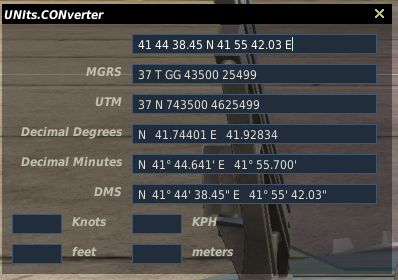 UNIts.CONverter
41 44 38.45 N 41 55 42.03 E
MGRS 37 T GG 43500 25499
UTM 37 N 743500 4625499
Decimal Degrees N 41.74401 E 41.92834
Decimal Minutes N 41° 44.641' E 41° 55.700'
DMS N 41° 44' 38.45" E 41° 55' 42.03"
Knots KPH
feet meters